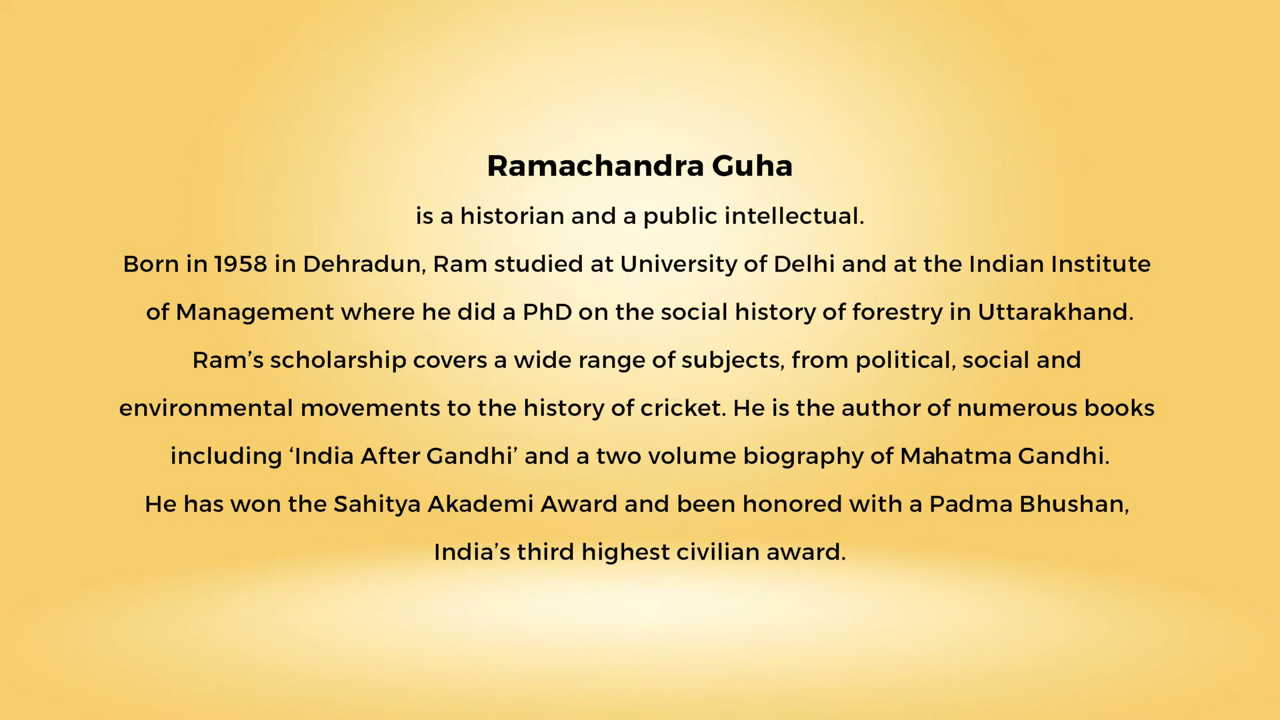 Ramachandra Guha
is a historian and a public intellectual.
Born in 1958 in Dehradun, Ram studied at University of Delhi and at the Indian Institute
of Management where he did a PhD on the social history of forestry in Uttarakhand.
Ram’s scholarship covers a wide range of subjects, from political, social and
environmental movements to the history of cricket. He is the author of numerous books
including ‘India After Gandhi’ and a two volume biography of Mahatma Gandhi.
He has won the Sahitya Akademi Award and been honored with a Padma Bhushan,
India’s third highest civilian award.